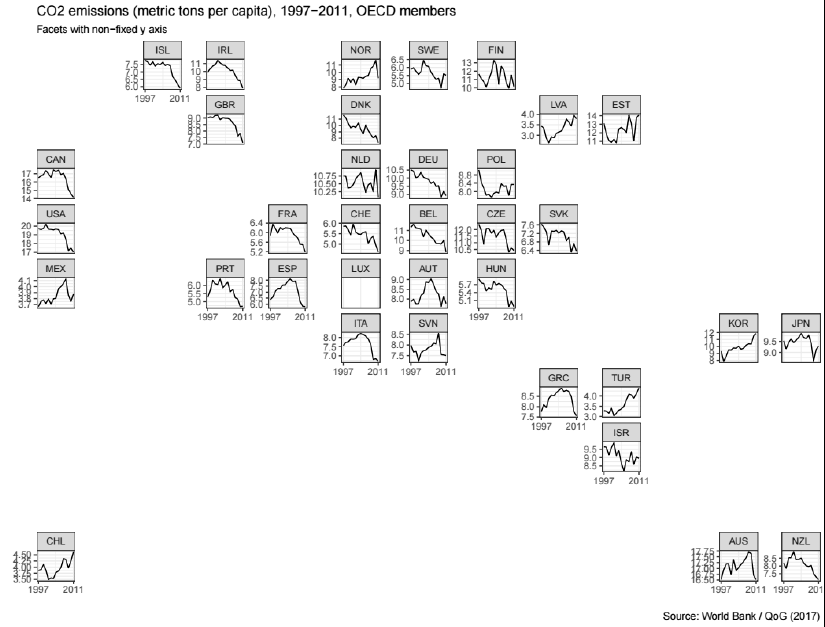 CO2 emissions (metric tons per capita), 1997−2011, OECD members
Facets with non−fixed y axis
ISL IRL NOR SWE FIN
7.5 7.0 6.5 6.0
11 10 9 8
11 10 9 8
6.5 6.0 5.5 5.0
13 12 11 10
1997 2011
GBR DNK LVA EST
9.0 8.5 8.0 7.5 7.0
11 10 9 8
4.0 3.5 3.0
14 13 12 11
CAN NLD DEU POL
17 16 15 14
10.75 10.50 10.25
10.5 10.0 9.5 9.0
8.8 8.4 8.0
USA FRA CHE BEL CZE SVK
20 19 18 17
6.4 6.0 5.6 5.2
6.0 5.5 5.0
11 10 9
12.0 11.5 11.0 10.5
7.6 7.2 6.8 6.4
MEX PRT ESP LUX AUT HUN
4.1 3.7
6.0 5.5 5.0
8.0 7.5 7.0 6.5 6.0
9.0 8.5 8.0
5.7 5.4 5.1
1997 2011 1997 2011 1997 2011
ITA SVN KOR JPN
8.0 7.5 7.0
8.5 8.0 7.5
12 11 10 9 8
9.5 9.0
1997 2011 1997 2011
GRC TUR
8.5 8.0 7.5
4.0 3.5 3.0
1997 2011
ISR
9.5 9.0 8.5
1997 2011
CHL AUS NZL
4.50 4.25 4.00 3.75 3.50
17.75 17.50 17.25 17.00 16.75 16.50
8.5 8.0 7.5
1997 2011 1997 2011 1997 201
Source: World Bank / QoG (2017)